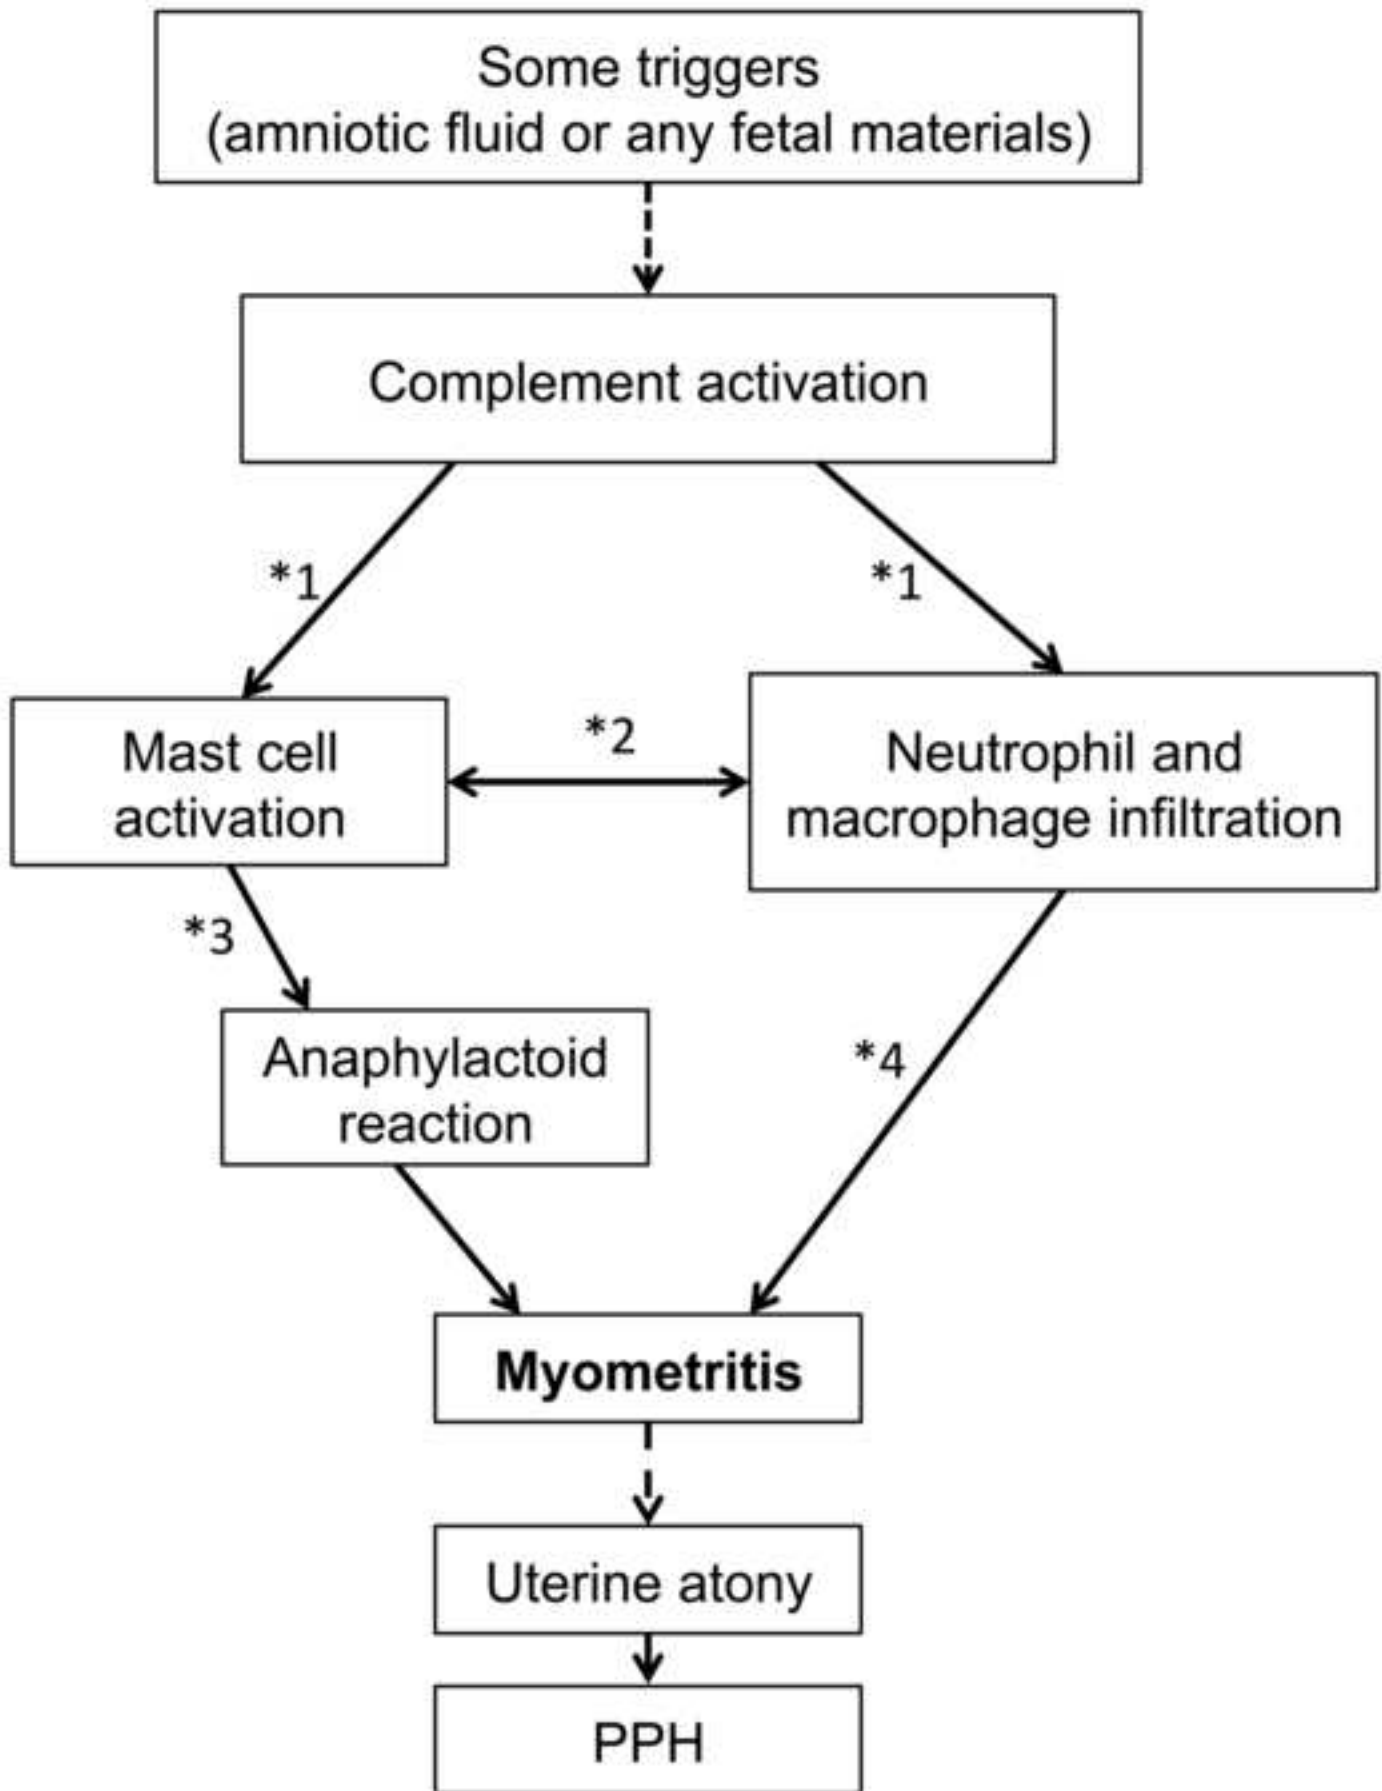 Some triggers
(amniotic fluid or any fetal materials)
Complement activation
*1
*1
Mast cell
activation
*2
Neutrophil and
macrophage infiltration
*3
Anaphylactoid
reaction
*4
Myometritis
Uterine atony
PPH